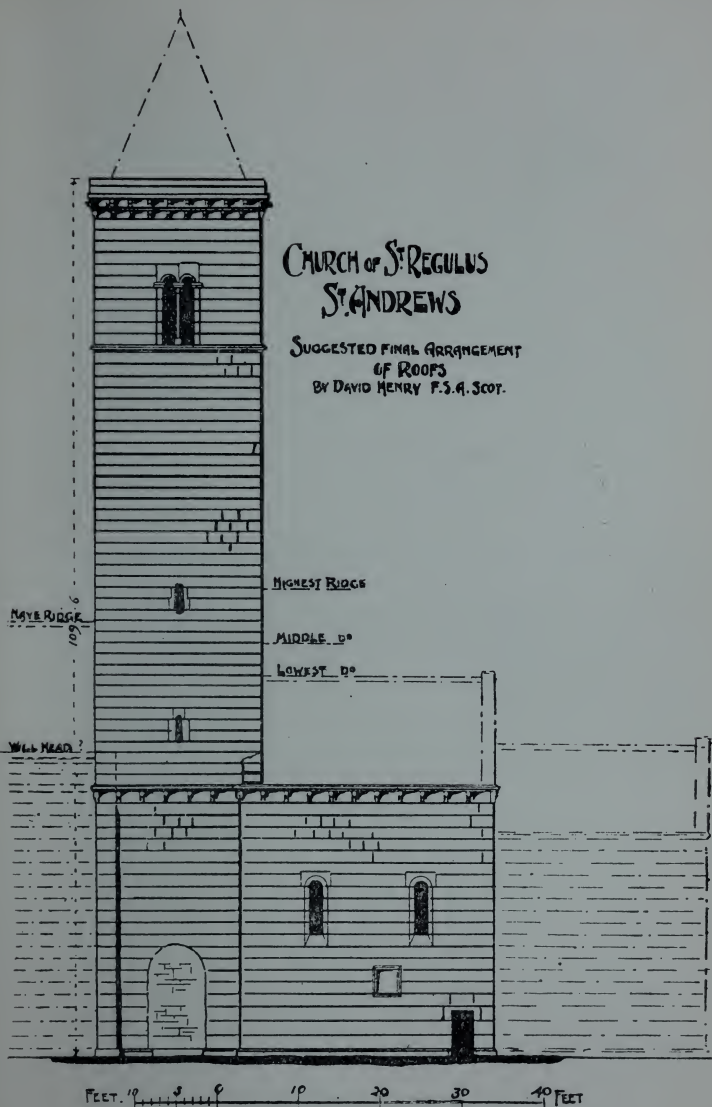 CHURCH OF ST REGULUS
ST ANDREWS
SUGGESTED FINAL ARRANGEMENT
OF ROOFS
BY DAVID HENRY F.S.A. SCOT.
HIGHEST RIDGE
NAVE RIDGE
109.6
MIDDLE Do
LOWEST Do
WALL HEAD ?
FEET. 10 5 0 10 20 30 40 FEET